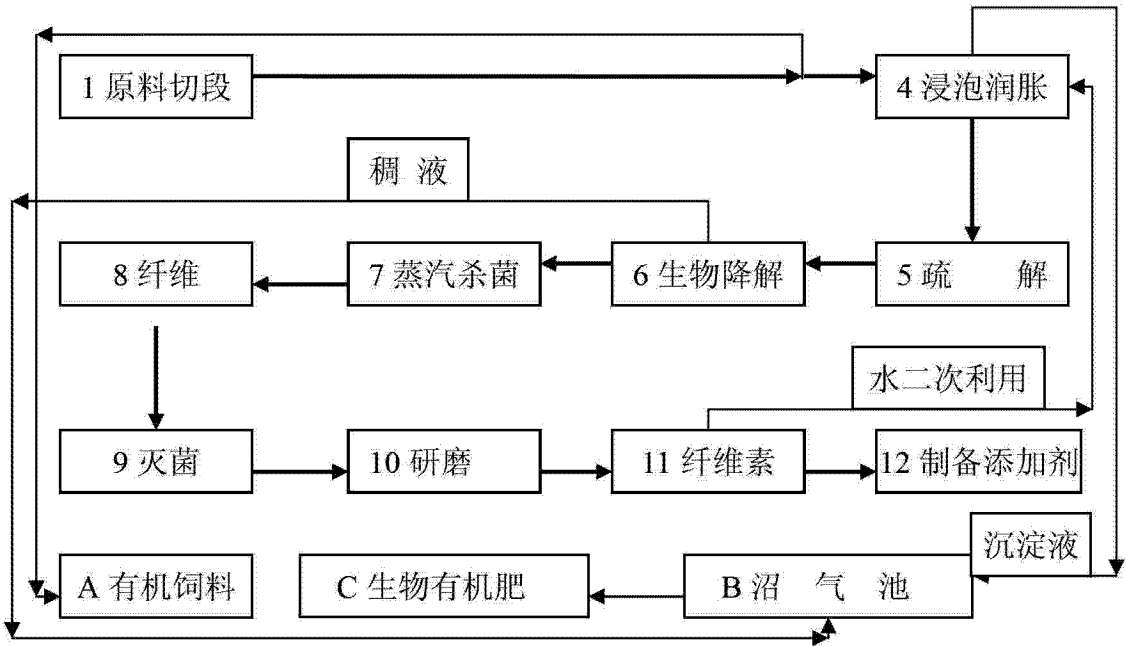 1 原料切段
4 浸泡润胀
稠 液
8 纤维
7 蒸汽杀菌
6 生物降解
5 疏 解
水二次利用
9 灭菌
10 研磨
11 纤维素
12 制备添加剂
沉淀液
A 有机饲料
C 生物有机肥
B 沼 气 池